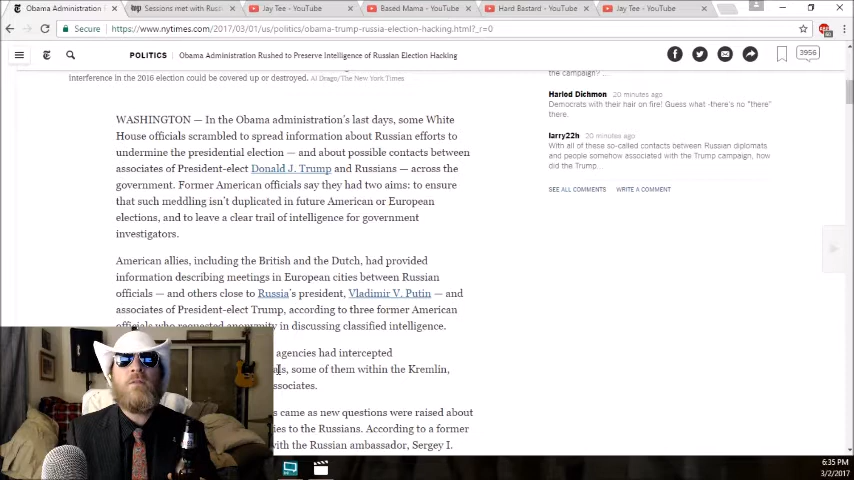 Obama Administration
Sessions met with Rus
Jay Tee - YouTube
Based Mama - YouTube
Hard Bastard - YouTube
Jay Tee - YouTube
Secure
https://www.nytimes.com/2017/03/01/us/politics/obama-trump-russia-election-hacking.html?_r=0
POLITICS
Obama Administration Rushed to Preserve Intelligence of Russian Election Hacking
3956
interference in the 2016 election could be covered up or destroyed. Al Drago/The New York Times
WASHINGTON — In the Obama administration's last days, some White
House officials scrambled to spread information about Russian efforts to
undermine the presidential election — and about possible contacts between
associates of President-elect Donald J. Trump and Russians — across the
government. Former American officials say they had two aims: to ensure
that such meddling isn't duplicated in future American or European
elections, and to leave a clear trail of intelligence for government
investigators.
American allies, including the British and the Dutch, had provided
information describing meetings in European cities between Russian
officials — and others close to Russia's president, Vladimir V. Putin — and
associates of President-elect Trump, according to three former American
officials who requested anonymity in discussing classified intelligence.
agencies had intercepted
some of them within the Kremlin,
came as new questions were raised about
to the Russians. According to a former
with the Russian ambassador, Sergey I.
the campaign? ...
Harlod Dichmon 20 minutes ago
Democrats with their hair on fire! Guess what -there's no "there"
there.
larry22h 20 minutes ago
With all of these so-called contacts between Russian diplomats
and people somehow associated with the Trump campaign, how
did the Trump...
SEE ALL COMMENTS
WRITE A COMMENT
6:35 PM
3/2/2017